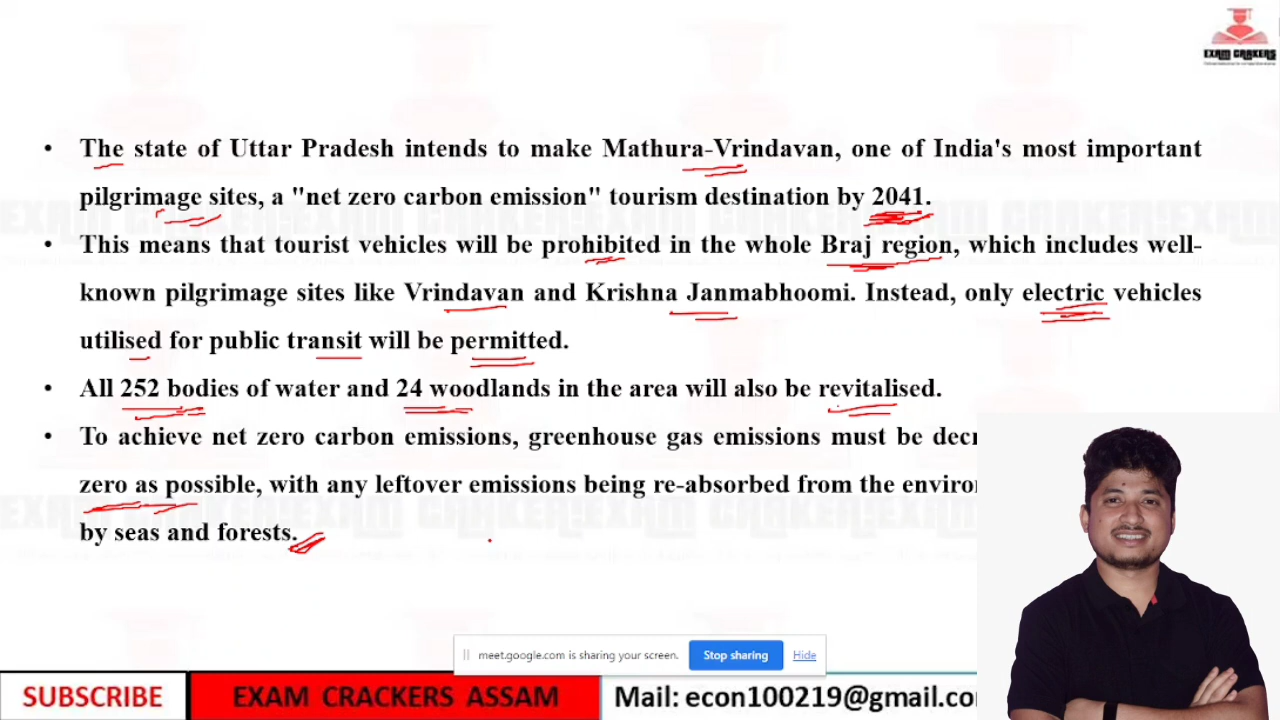 EXAM CRAKERS
• The state of Uttar Pradesh intends to make Mathura-Vrindavan, one of India's most important
pilgrimage sites, a "net zero carbon emission" tourism destination by 2041.
• This means that tourist vehicles will be prohibited in the whole Braj region, which includes well-
known pilgrimage sites like Vrindavan and Krishna Janmabhoomi. Instead, only electric vehicles
utilised for public transit will be permitted.
• All 252 bodies of water and 24 woodlands in the area will also be revitalised.
• To achieve net zero carbon emissions, greenhouse gas emissions must be decr
zero as possible, with any leftover emissions being re-absorbed from the environ
by seas and forests.
meet.google.com is sharing your screen. Stop sharing Hide
SUBSCRIBE EXAM CRACKERS ASSAM Mail: econ100219@gmail.co